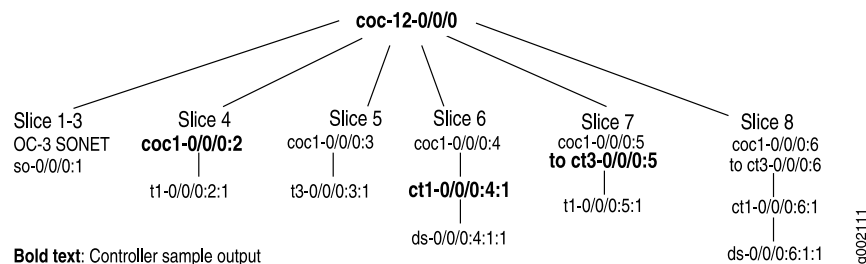 coc-12-0/0/0
Slice 1-3
OC-3 SONET
so-0/0/0:1
Slice 4
coc1-0/0/0:2
t1-0/0/0:2:1
Slice 5
coc1-0/0/0:3
t3-0/0/0:3:1
Slice 6
coc1-0/0/0:4
ct1-0/0/0:4:1
ds-0/0/0:4:1:1
Slice 7
coc1-0/0/0:5
to ct3-0/0/0:5
t1-0/0/0:5:1
Slice 8
coc1-0/0/0:6
to ct3-0/0/0:6
ct1-0/0/0:6:1
ds-0/0/0:6:1:1
Bold text: Controller sample output
g002111